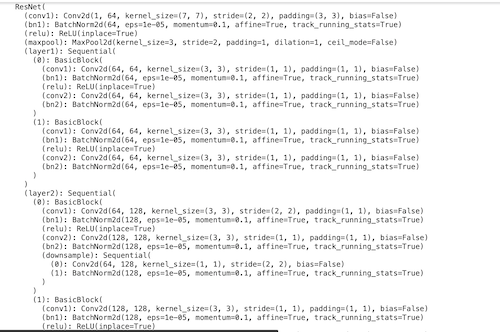 ResNet(
(conv1): Conv2d(1, 64, kernel_size=(7, 7), stride=(2, 2), padding=(3, 3), bias=False)
(bn1): BatchNorm2d(64, eps=1e-05, momentum=0.1, affine=True, track_running_stats=True)
(relu): ReLU(inplace=True)
(maxpool): MaxPool2d(kernel_size=3, stride=2, padding=1, dilation=1, ceil_mode=False)
(layer1): Sequential(
(0): BasicBlock(
(conv1): Conv2d(64, 64, kernel_size=(3, 3), stride=(1, 1), padding=(1, 1), bias=False)
(bn1): BatchNorm2d(64, eps=1e-05, momentum=0.1, affine=True, track_running_stats=True)
(relu): ReLU(inplace=True)
(conv2): Conv2d(64, 64, kernel_size=(3, 3), stride=(1, 1), padding=(1, 1), bias=False)
(bn2): BatchNorm2d(64, eps=1e-05, momentum=0.1, affine=True, track_running_stats=True)
)
(1): BasicBlock(
(conv1): Conv2d(64, 64, kernel_size=(3, 3), stride=(1, 1), padding=(1, 1), bias=False)
(bn1): BatchNorm2d(64, eps=1e-05, momentum=0.1, affine=True, track_running_stats=True)
(relu): ReLU(inplace=True)
(conv2): Conv2d(64, 64, kernel_size=(3, 3), stride=(1, 1), padding=(1, 1), bias=False)
(bn2): BatchNorm2d(64, eps=1e-05, momentum=0.1, affine=True, track_running_stats=True)
)
)
(layer2): Sequential(
(0): BasicBlock(
(conv1): Conv2d(64, 128, kernel_size=(3, 3), stride=(2, 2), padding=(1, 1), bias=False)
(bn1): BatchNorm2d(128, eps=1e-05, momentum=0.1, affine=True, track_running_stats=True)
(relu): ReLU(inplace=True)
(conv2): Conv2d(128, 128, kernel_size=(3, 3), stride=(1, 1), padding=(1, 1), bias=False)
(bn2): BatchNorm2d(128, eps=1e-05, momentum=0.1, affine=True, track_running_stats=True)
(downsample): Sequential(
(0): Conv2d(64, 128, kernel_size=(1, 1), stride=(2, 2), bias=False)
(1): BatchNorm2d(128, eps=1e-05, momentum=0.1, affine=True, track_running_stats=True)
)
)
(1): BasicBlock(
(conv1): Conv2d(128, 128, kernel_size=(3, 3), stride=(1, 1), padding=(1, 1), bias=False)
(bn1): BatchNorm2d(128, eps=1e-05, momentum=0.1, affine=True, track_running_stats=True)
(relu): ReLU(inplace=True)